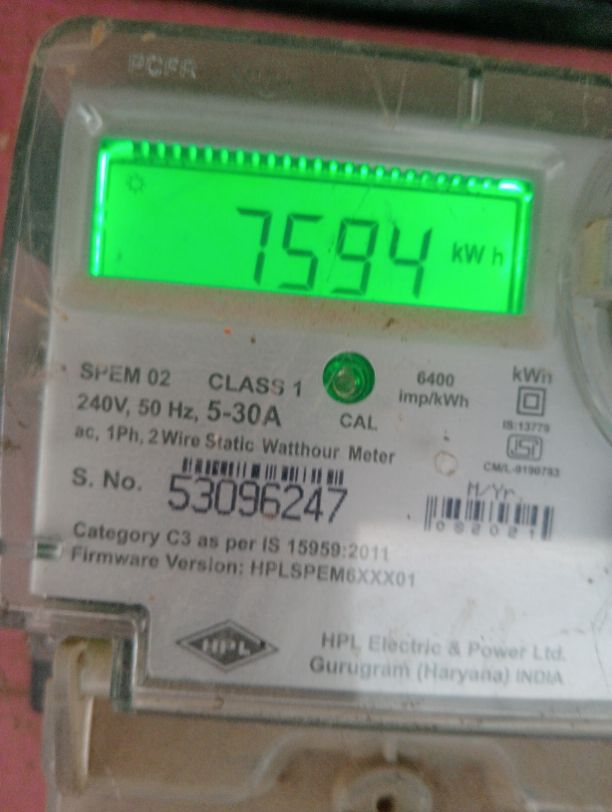 7594 kWh
SPEM 02 CLASS 1
240V, 50 Hz, 5-30A
ac, 1Ph, 2 Wire Static Watthour Meter
CAL
6400
imp/kWh
kWh
IS:13779
ISI
CM/L-9190783
S. No. 53096247
M/Yr.
092021
Category C3 as per IS 15959:2011
Firmware Version: HPLSPEM6XXX01
HPL
HPL Electric & Power Ltd.
Gurugram (Haryana) INDIA